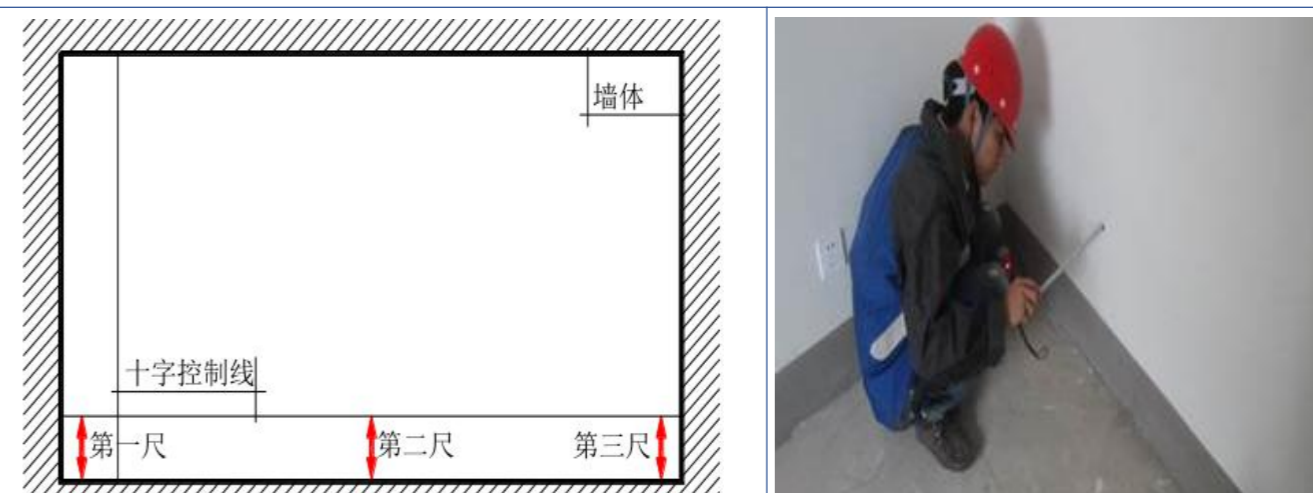 墙体
十字控制线
第一尺
第二尺
第三尺